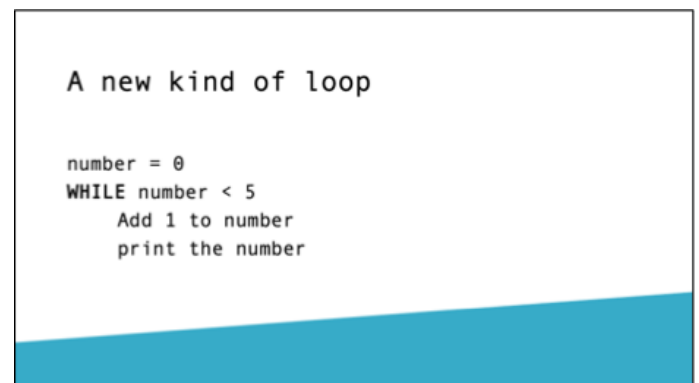 A new kind of loop
number = 0
WHILE number < 5
Add 1 to number
print the number